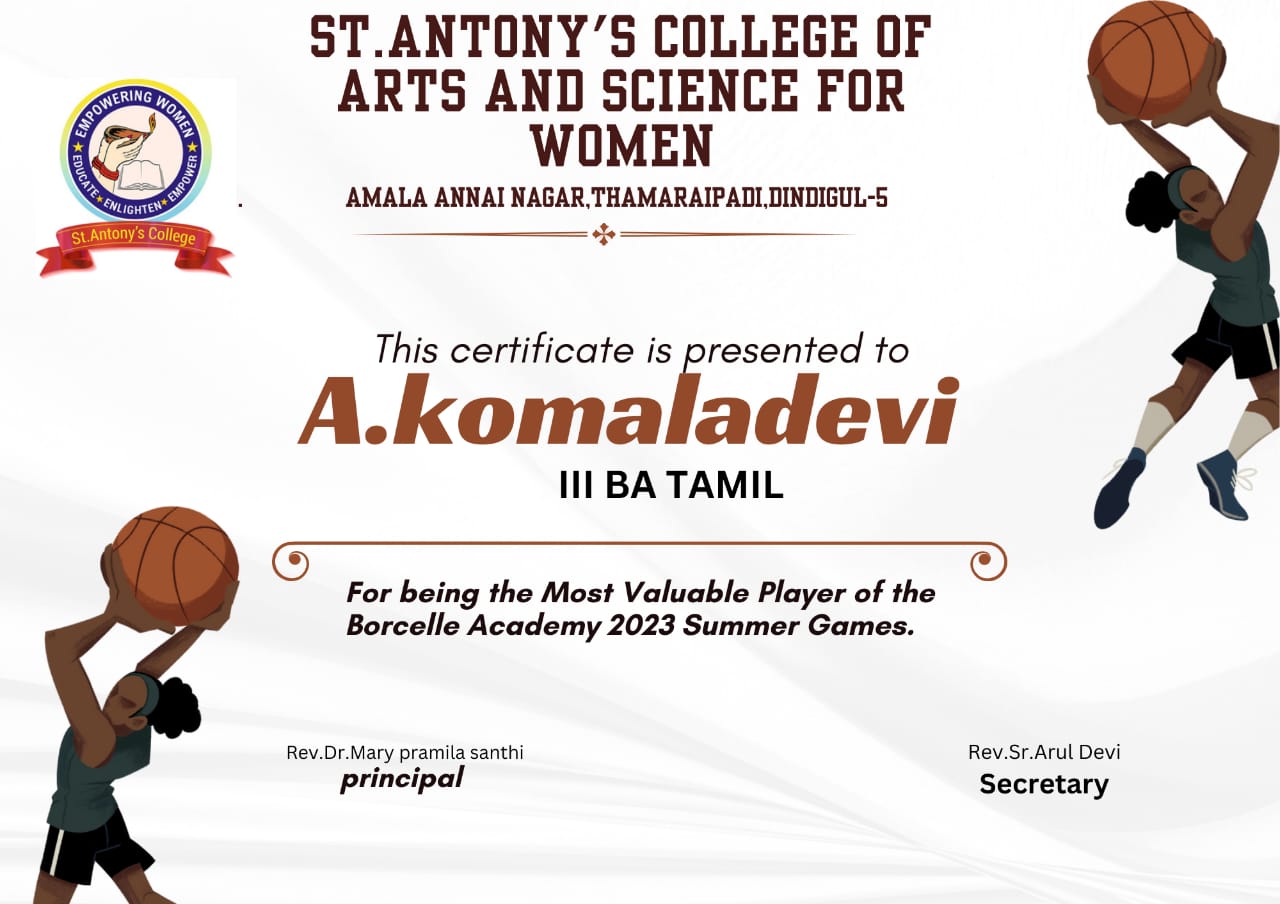 ST.ANTONY'S COLLEGE OF
ARTS AND SCIENCE FOR
WOMEN
AMALA ANNAI NAGAR,THAMARAIPADI,DINDIGUL-5
EMPOWERING WOMEN
EDUCATE ★ ENLIGHTEN ★ EMPOWER
St.Antony's College
.
This certificate is presented to
A.komaladevi
III BA TAMIL
For being the Most Valuable Player of the
Borcelle Academy 2023 Summer Games.
Rev.Dr.Mary pramila santhi
principal
Rev.Sr.Arul Devi
Secretary